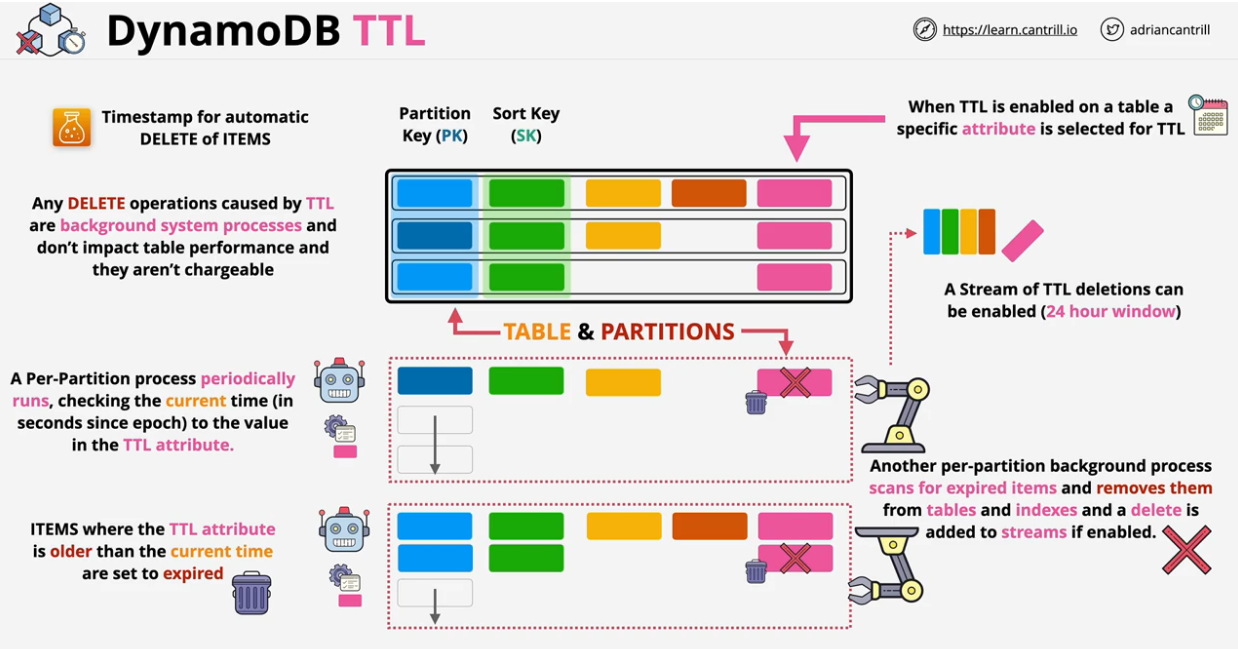 DynamoDB TTL
https://learn.cantrill.io
adriancantrill
Timestamp for automatic
DELETE of ITEMS
Partition
Key (PK)
Sort Key
(SK)
When TTL is enabled on a table a
specific attribute is selected for TTL
Any DELETE operations caused by TTL
are background system processes and
don't impact table performance and
they aren't chargeable
A Stream of TTL deletions can
be enabled (24 hour window)
TABLE & PARTITIONS
A Per-Partition process periodically
runs, checking the current time (in
seconds since epoch) to the value
in the TTL attribute.
Another per-partition background process
scans for expired items and removes them
from tables and indexes and a delete is
added to streams if enabled.
ITEMS where the TTL attribute
is older than the current time
are set to expired